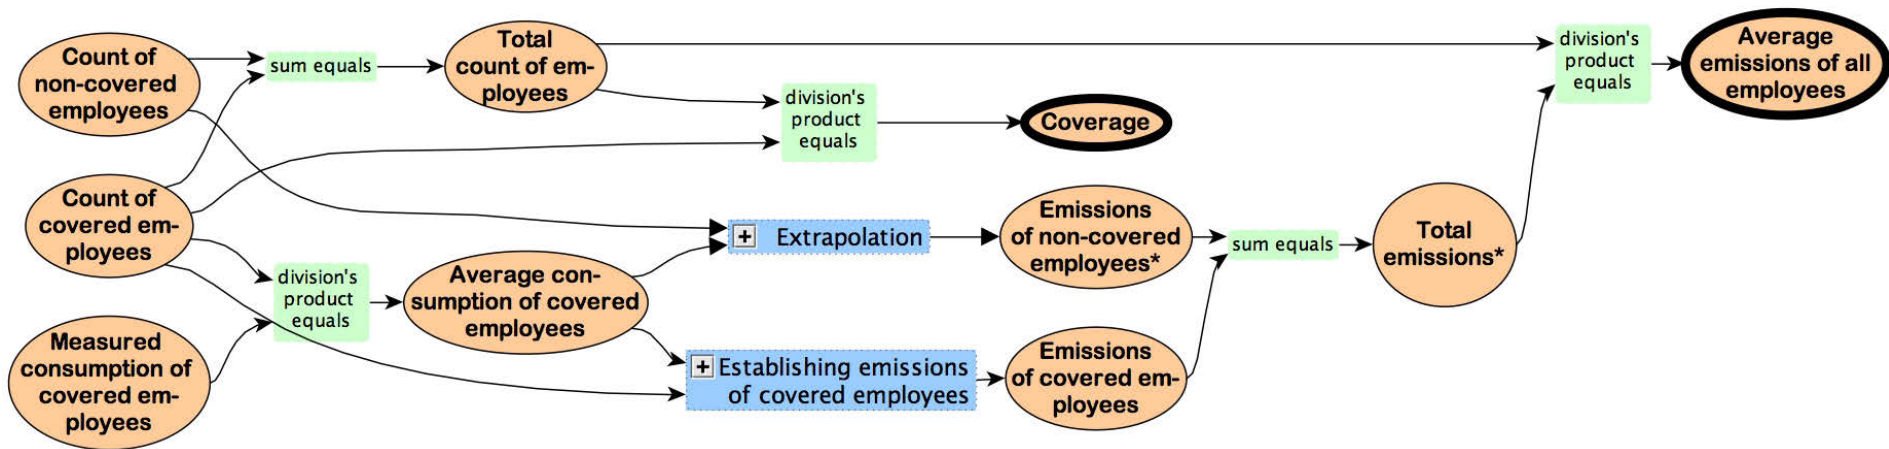 Count of
non-covered
employees
sum equals
Total
count of em-
ployees
division's
product
equals
Average
emissions of all
employees
division's
product
equals
Coverage
Count of
covered em-
ployees
Extrapolation
Emissions
of non-covered
employees*
sum equals
Total
emissions*
division's
product
equals
Average con-
sumption of covered
employees
Measured
consumption of
covered em-
ployees
Establishing emissions
of covered employees
Emissions
of covered em-
ployees